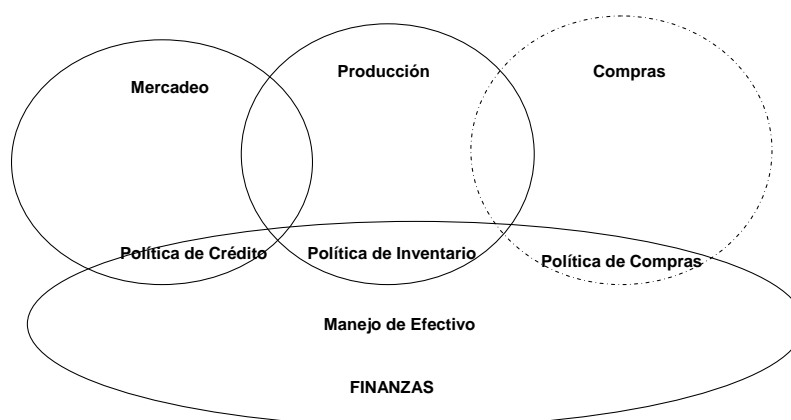 Mercadeo
Producción
Compras
Política de Crédito
Política de Inventario
Política de Compras
Manejo de Efectivo
FINANZAS